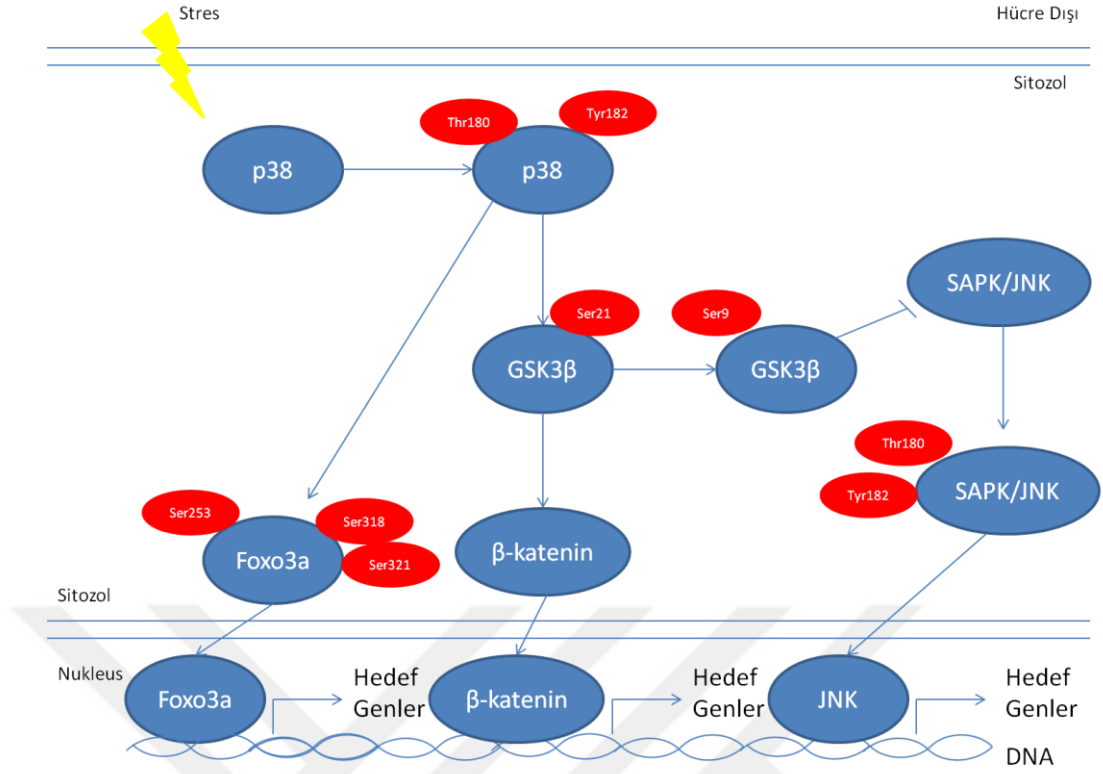 Stres
Hücre Dışı
Sitozol
Thr180
Tyr182
p38
p38
SAPK/JNK
Ser21
Ser9
GSK3β
GSK3β
Thr180
Tyr182
SAPK/JNK
Ser253
Ser318
Foxo3a
Ser321
β-katenin
Sitozol
Nukleus
Foxo3a
Hedef
Genler
β-katenin
Hedef
Genler
JNK
Hedef
Genler
DNA